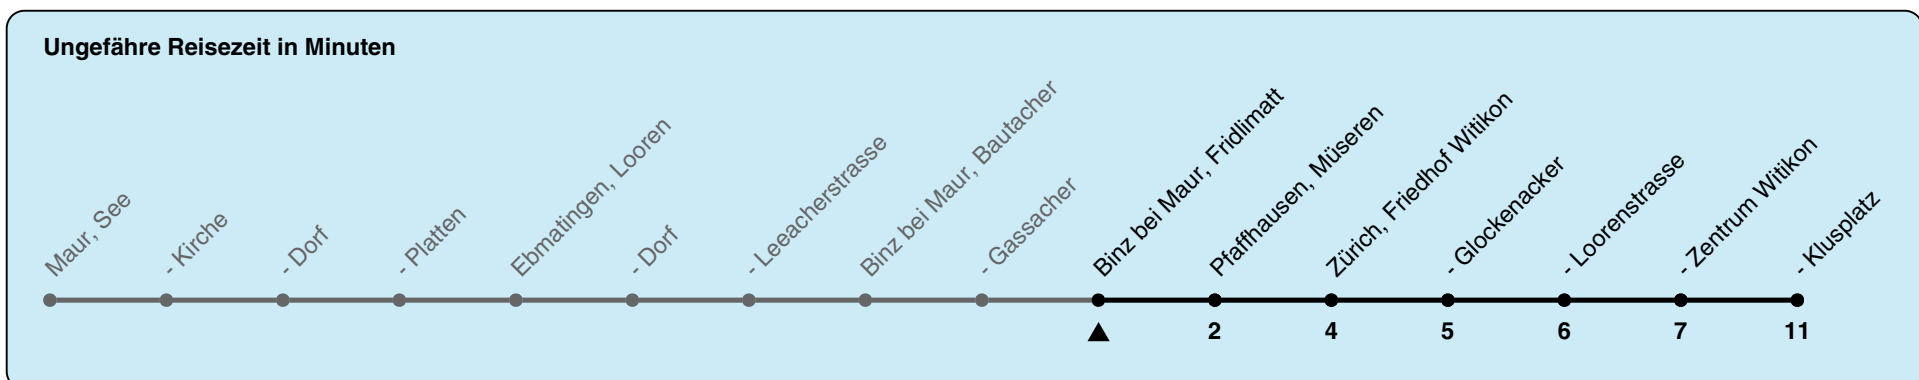 Ungefähre Reisezeit in Minuten
Maur, See
- Kirche
- Dorf
- Platten
Ebmatingen, Looren
- Dorf
- Leeacherstrasse
Binz bei Maur, Bautacher
- Gassacher
Binz bei Maur, Fridlimatt
Pfaffhausen, Müseren
Zürich, Friedhof Witikon
- Glockenacker
- Loorenstrasse
- Zentrum Witikon
- Klusplatz
2 4 5 6 7 11